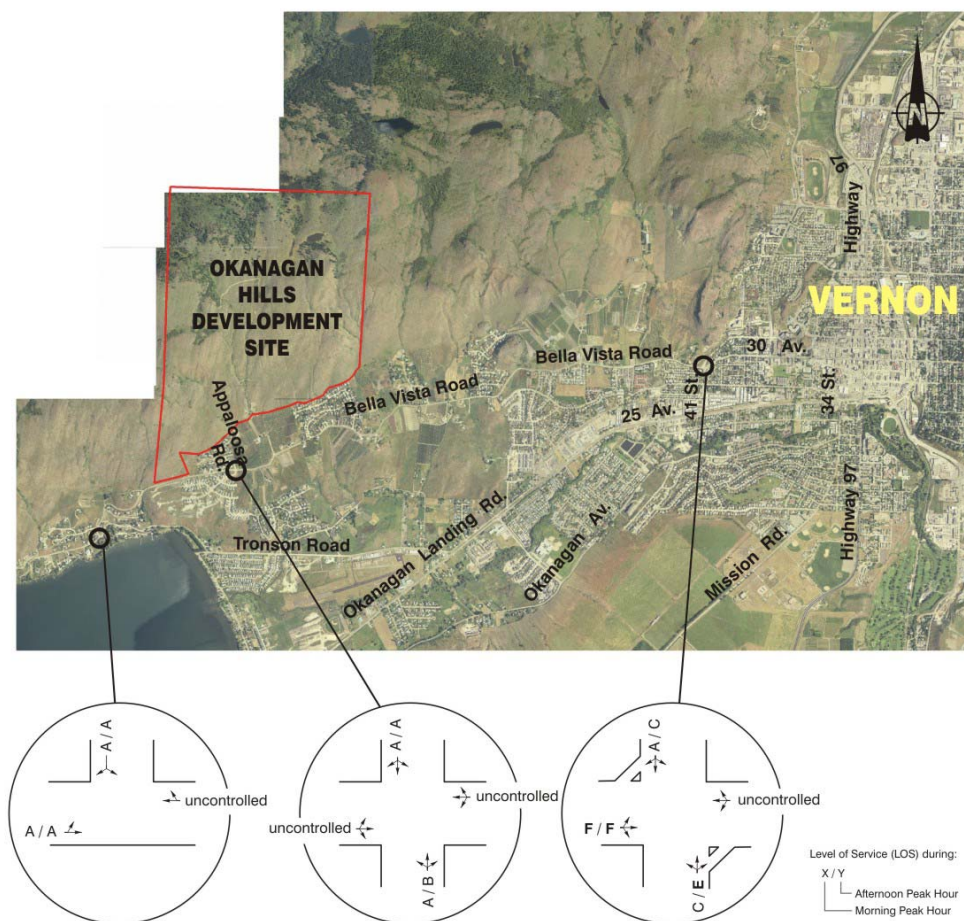 N
97
Highway
OKANAGAN
HILLS
DEVELOPMENT
SITE
VERNON
Bella Vista Road
30 Av.
Bella Vista Road
Appaloosa
Rd.
25 Av.
41 St.
34 St.
Tronson Road
Okanagan Landing Rd.
Okanagan Av.
Mission Rd.
Highway 97
A / A
uncontrolled
A / A
A / A
uncontrolled
uncontrolled
A / B
A / C
uncontrolled
F / F
C / E
Level of Service (LOS) during:
X / Y
Afternoon Peak Hour
Morning Peak Hour